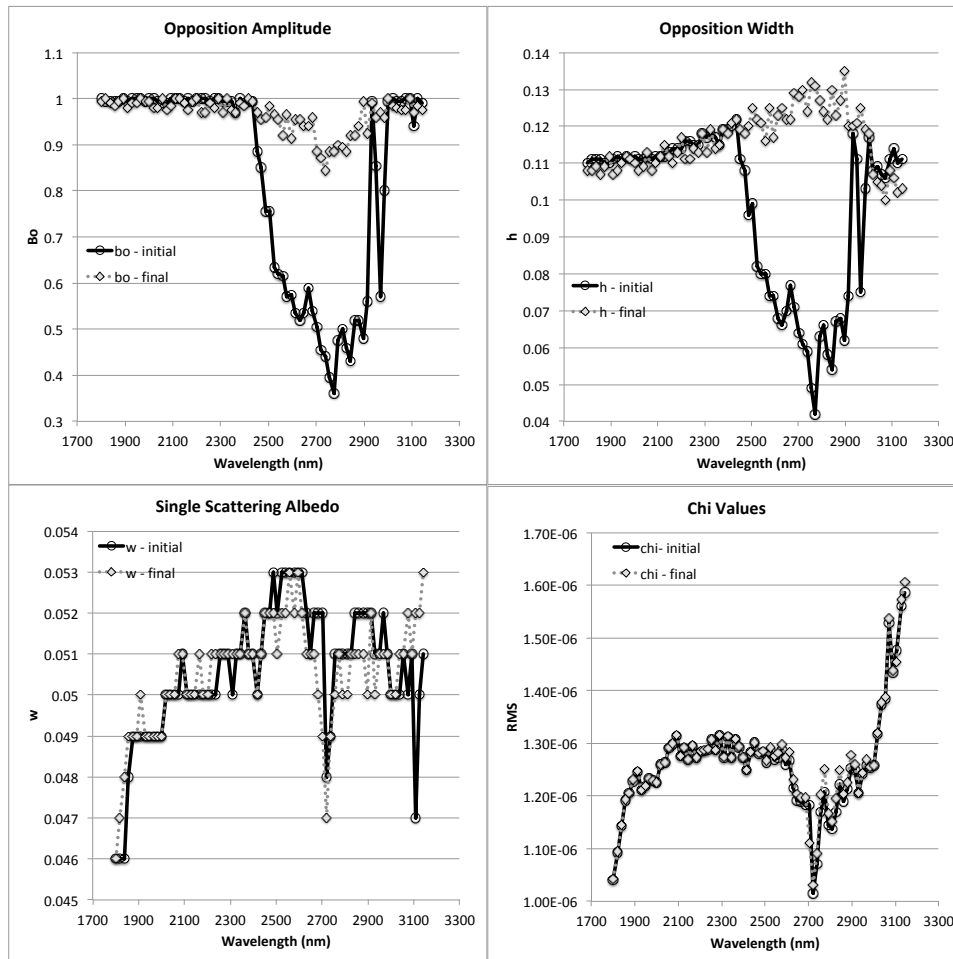 Opposition Amplitude
1.1
1
0.9
0.8
0.7
0.6
0.5
0.4
0.3
Bo
bo - initial
bo - final
1700 1900 2100 2300 2500 2700 2900 3100 3300
Wavelength (nm)
Opposition Width
0.14
0.13
0.12
0.11
0.10
0.09
0.08
0.07
0.06
0.05
0.04
h
h - initial
h - final
1700 1900 2100 2300 2500 2700 2900 3100 3300
Wavelegnth (nm)
Single Scattering Albedo
0.054
0.053
0.052
0.051
0.05
0.049
0.048
0.047
0.046
0.045
w
w - initial
w - final
1700 1900 2100 2300 2500 2700 2900 3100 3300
Wavelength (nm)
Chi Values
1.70E-06
1.60E-06
1.50E-06
1.40E-06
1.30E-06
1.20E-06
1.10E-06
1.00E-06
RMS
chi- initial
chi - final
1700 1900 2100 2300 2500 2700 2900 3100 3300
Wavelength (nm)